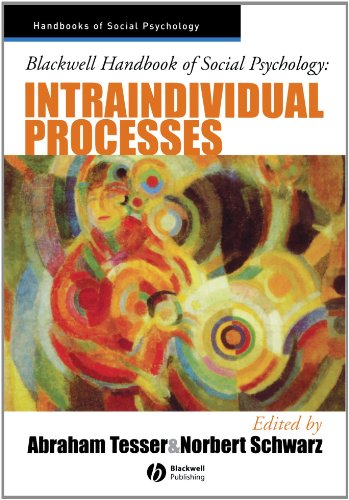 Handbooks of Social Psychology
Blackwell Handbook of Social Psychology:
INTRAINDIVIDUAL
PROCESSES
Edited by
Abraham Tesser&Norbert Schwarz
Blackwell
Publishing